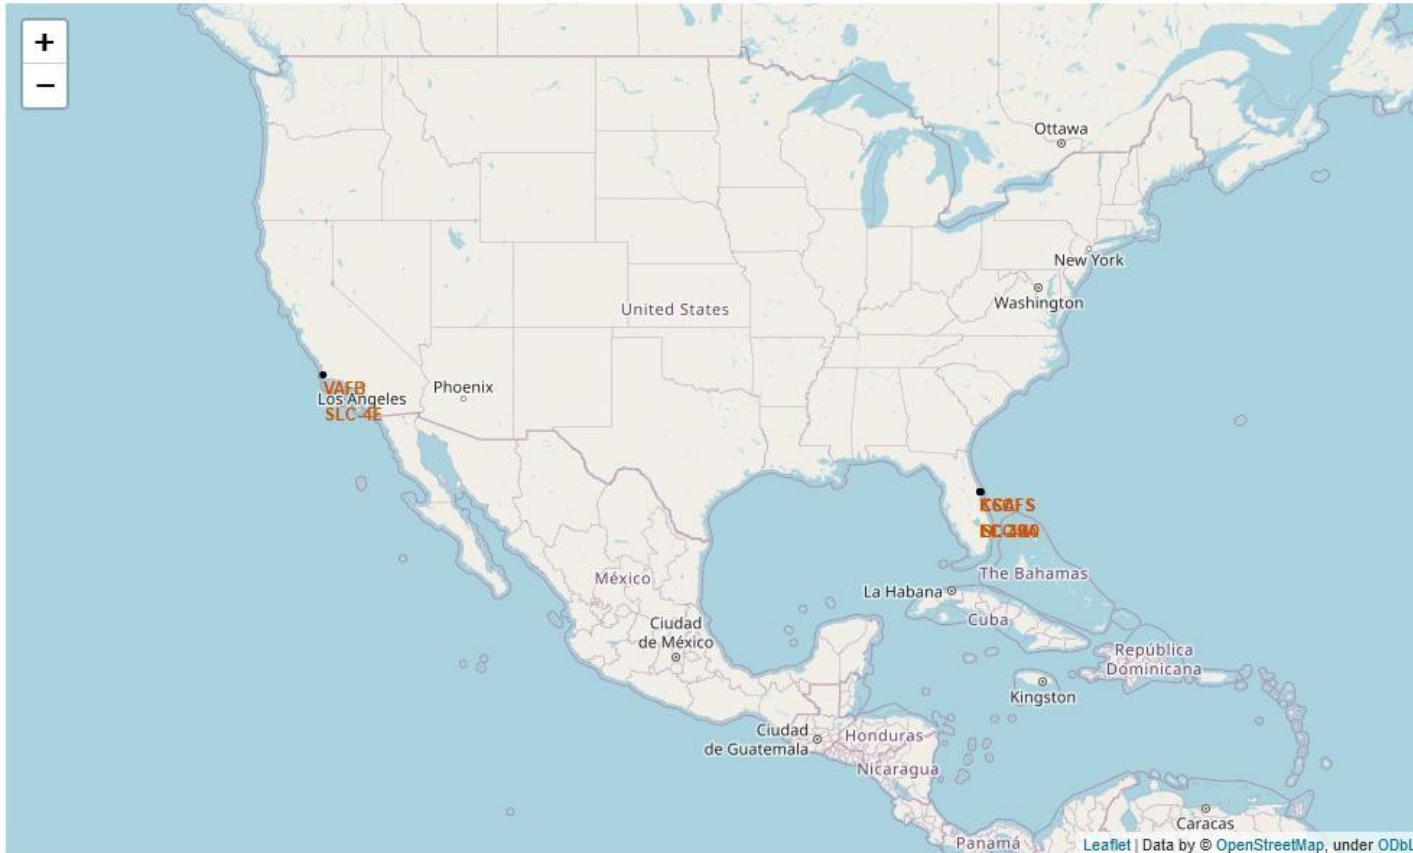 +
−
Ottawa
New York
Washington
United States
VAFB
Los Angeles
SLC-4E
Phoenix
The Bahamas
La Habana
Cuba
México
Ciudad
de México
República
Dominicana
Kingston
Ciudad
de Guatemala
Honduras
Nicaragua
Caracas
Panamá
Leaflet | Data by © OpenStreetMap, under ODbL